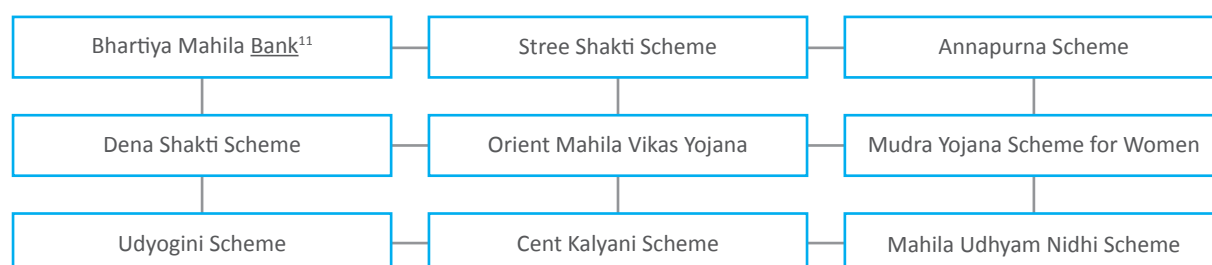 Bhartiya Mahila Bank11
Stree Shakti Scheme
Annapurna Scheme
Dena Shakti Scheme
Orient Mahila Vikas Yojana
Mudra Yojana Scheme for Women
Udyogini Scheme
Cent Kalyani Scheme
Mahila Udhyam Nidhi Scheme